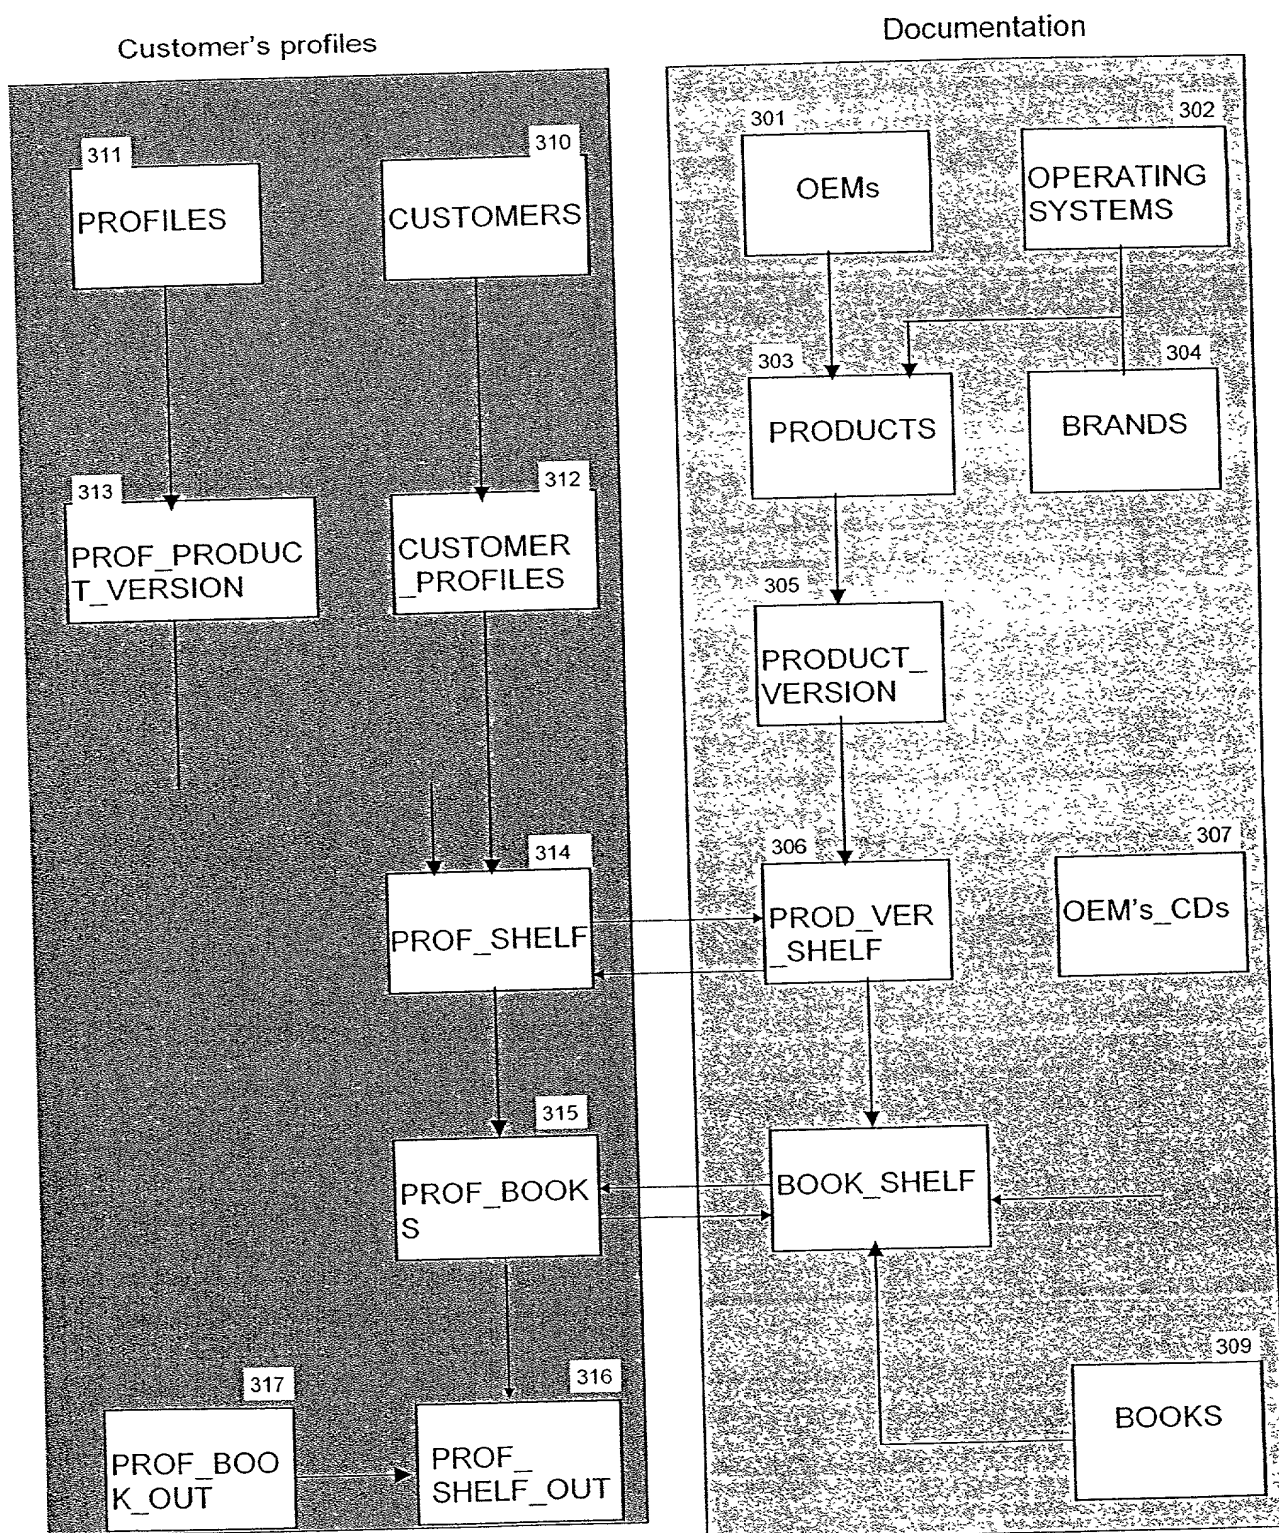 Customer's profiles
Documentation
311
PROFILES
310
CUSTOMERS
301
OEMs
302
OPERATING
SYSTEMS
303
PRODUCTS
304
BRANDS
313
PROF_PRODUC
T_VERSION
312
CUSTOMER
_PROFILES
305
PRODUCT_
VERSION
314
PROF_SHELF
306
PROD_VER
_SHELF
307
OEM's_CDs
315
PROF_BOOK
S
BOOK_SHELF
309
BOOKS
317
PROF_BOO
K_OUT
316
PROF_
SHELF_OUT